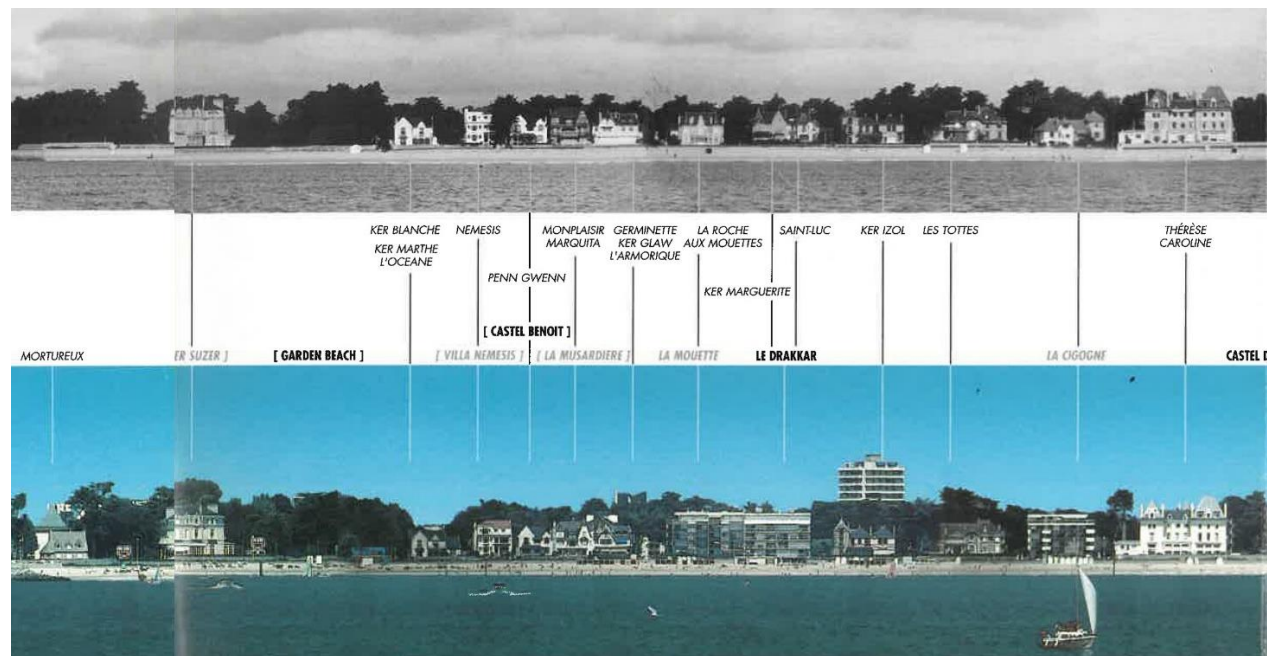 KER BLANCHE
KER MARTHE
L'OCEANE
NEMESIS
PENN GWENN
[ CASTEL BENOIT ]
MONPLAISIR
MARQUITA
GERMINETTE
KER GLAW
L'ARMORIQUE
LA ROCHE
AUX MOUETTES
KER MARGUERITE
SAINT-LUC
KER IZOL
LES TOTTES
THÉRÈSE
CAROLINE
MORTUREUX
ER SUZER ]
[ GARDEN BEACH ]
[ VILLA NEMESIS ]
[ LA MUSARDIERE ]
LA MOUETTE
LE DRAKKAR
LA CIGOGNE
CASTEL D